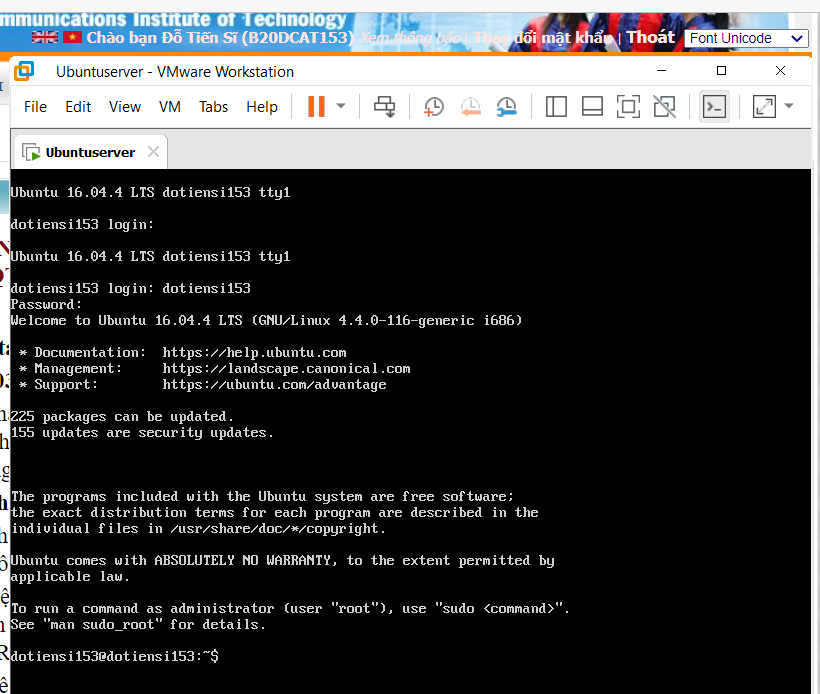 mmunications Institute of Technology
Chào bạn Đỗ Tiến Sĩ (B20DCAT153) Xem thông báo | Thay đổi mật khẩu | Thoát Font Unicode
Ubuntuserver - VMware Workstation
File Edit View VM Tabs Help
Ubuntuserver
Ubuntu 16.04.4 LTS dotiensi153 tty1
dotiensi153 login:
Ubuntu 16.04.4 LTS dotiensi153 tty1
dotiensi153 login: dotiensi153
Password:
Welcome to Ubuntu 16.04.4 LTS (GNU/Linux 4.4.0-116-generic i686)
* Documentation: https://help.ubuntu.com
* Management: https://landscape.canonical.com
* Support: https://ubuntu.com/advantage
225 packages can be updated.
155 updates are security updates.
The programs included with the Ubuntu system are free software;
the exact distribution terms for each program are described in the
individual files in /usr/share/doc/*/copyright.
Ubuntu comes with ABSOLUTELY NO WARRANTY, to the extent permitted by
applicable law.
To run a command as administrator (user "root"), use "sudo <command>".
See "man sudo_root" for details.
dotiensi153@dotiensi153:~$